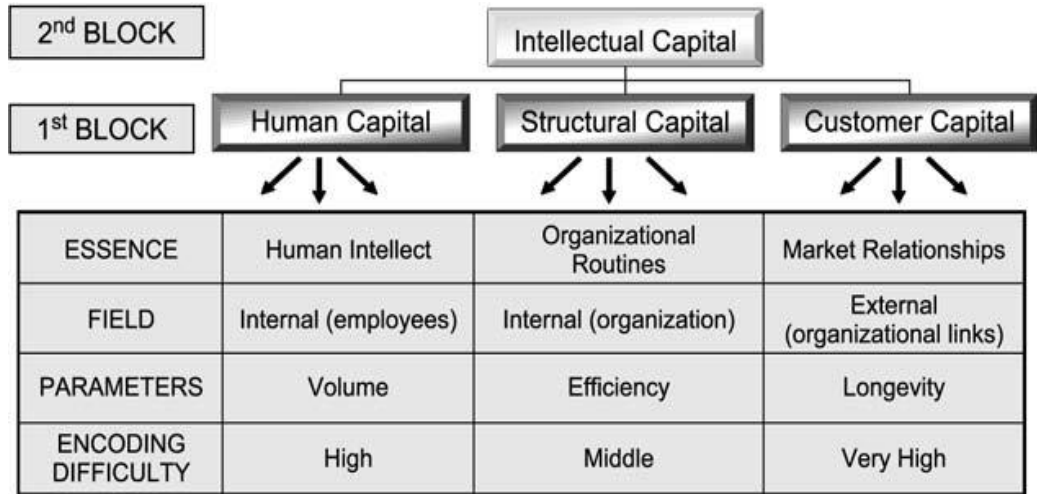 2nd BLOCK
Intellectual Capital
1st BLOCK
Human Capital
Structural Capital
Customer Capital
ESSENCE
Human Intellect
Organizational
Routines
Market Relationships
FIELD
Internal (employees)
Internal (organization)
External
(organizational links)
PARAMETERS
Volume
Efficiency
Longevity
ENCODING
DIFFICULTY
High
Middle
Very High